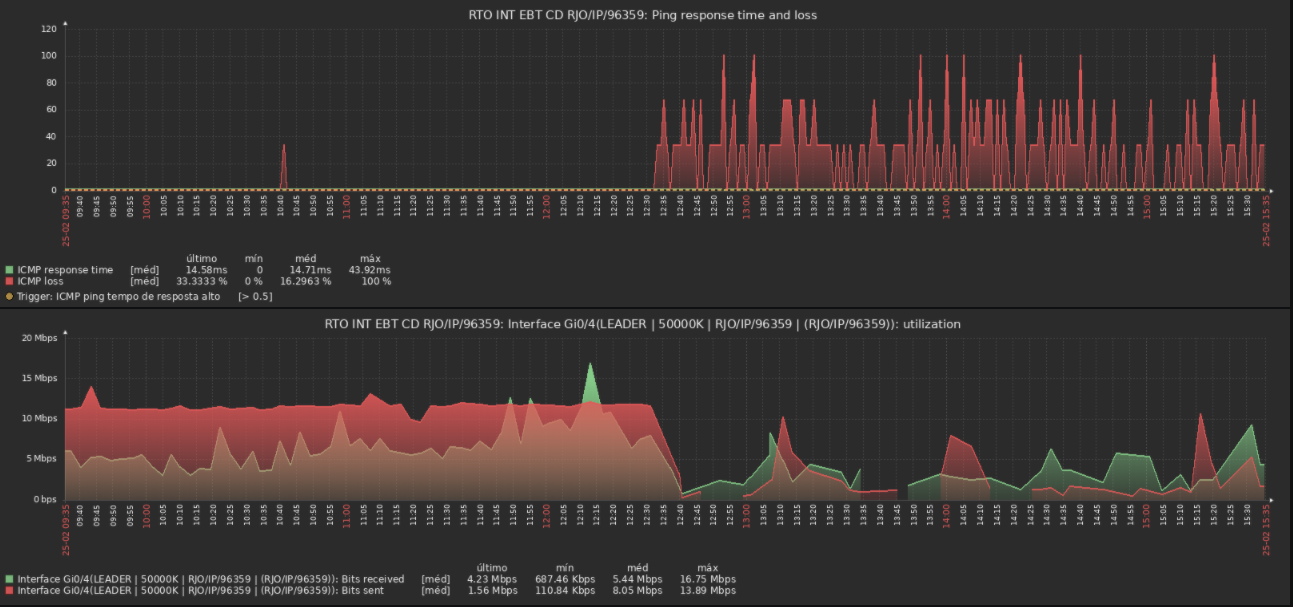 RTO INT EBT CD RJO/IP/96359: Ping response time and loss
120
100
80
60
40
20
0
25-02 09:35 09:40 09:45 09:50 09:55 10:00 10:05 10:10 10:15 10:20 10:25 10:30 10:35 10:40 10:45 10:50 10:55 11:00 11:05 11:10 11:15 11:20 11:25 11:30 11:35 11:40 11:45 11:50 11:55 12:00 12:05 12:10 12:15 12:20 12:25 12:30 12:35 12:40 12:45 12:50 12:55 13:00 13:05 13:10 13:15 13:20 13:25 13:30 13:35 13:40 13:45 13:50 13:55 14:00 14:05 14:10 14:15 14:20 14:25 14:30 14:35 14:40 14:45 14:50 14:55 15:00 15:05 15:10 15:15 15:20 15:25 15:30 25-02 15:35
último mín méd máx
ICMP response time [méd] 14.58ms 0 14.71ms 43.92ms
ICMP loss [méd] 33.3333 % 0 % 16.2963 % 100 %
Trigger: ICMP ping tempo de resposta alto [> 0.5]
RTO INT EBT CD RJO/IP/96359: Interface Gi0/4(LEADER | 50000K | RJO/IP/96359 | (RJO/IP/96359)): utilization
20 Mbps
15 Mbps
10 Mbps
5 Mbps
0 bps
25-02 09:35 09:40 09:45 09:50 09:55 10:00 10:05 10:10 10:15 10:20 10:25 10:30 10:35 10:40 10:45 10:50 10:55 11:00 11:05 11:10 11:15 11:20 11:25 11:30 11:35 11:40 11:45 11:50 11:55 12:00 12:05 12:10 12:15 12:20 12:25 12:30 12:35 12:40 12:45 12:50 12:55 13:00 13:05 13:10 13:15 13:20 13:25 13:30 13:35 13:40 13:45 13:50 13:55 14:00 14:05 14:10 14:15 14:20 14:25 14:30 14:35 14:40 14:45 14:50 14:55 15:00 15:05 15:10 15:15 15:20 15:25 15:30 25-02 15:35
último mín méd máx
Interface Gi0/4(LEADER | 50000K | RJO/IP/96359 | (RJO/IP/96359)): Bits received [méd] 4.23 Mbps 687.46 Kbps 5.44 Mbps 16.75 Mbps
Interface Gi0/4(LEADER | 50000K | RJO/IP/96359 | (RJO/IP/96359)): Bits sent [méd] 1.56 Mbps 110.84 Kbps 8.05 Mbps 13.89 Mbps